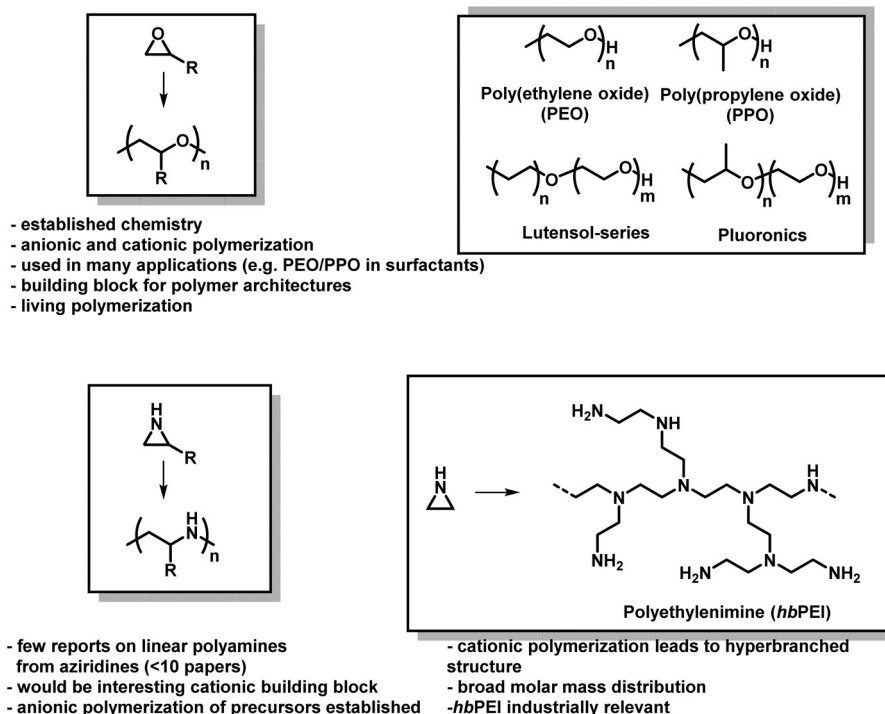 O
R
O
n
R
- established chemistry
- anionic and cationic polymerization
- used in many applications (e.g. PEO/PPO in surfactants)
- building block for polymer architectures
- living polymerization
O
H
n
O
H
n
Poly(ethylene oxide)
(PEO)
Poly(propylene oxide)
(PPO)
O
n
O
H
m
O
n
O
H
m
Lutensol-series
Pluoronics
H
N
R
H
N
n
R
- few reports on linear polyamines
from aziridines (<10 papers)
- would be interesting cationic building block
- anionic polymerization of precursors established
H
N
H2N
NH
N
N
N
H
N
NH2
N
H2N
NH2
Polyethylenimine (hbPEI)
- cationic polymerization leads to hyperbranched
structure
- broad molar mass distribution
-hbPEI industrially relevant